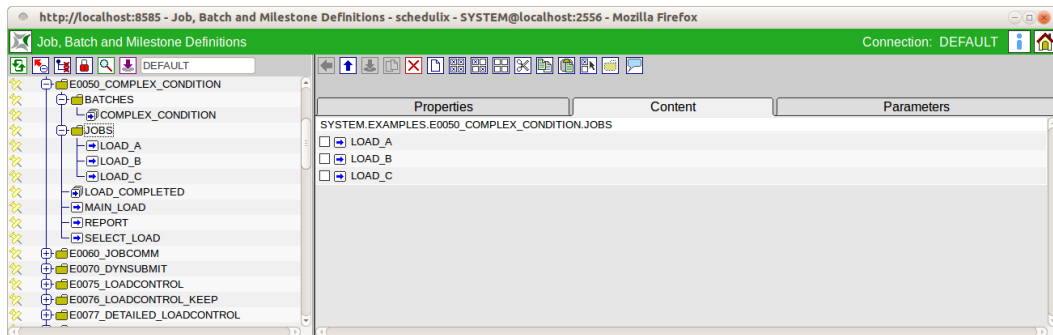 http://localhost:8585 - Job, Batch and Milestone Definitions - schedulix - SYSTEM@localhost:2556 - Mozilla Firefox
Job, Batch and Milestone Definitions
Connection: DEFAULT
DEFAULT
E0050_COMPLEX_CONDITION
BATCHES
COMPLEX_CONDITION
JOBS
LOAD_A
LOAD_B
LOAD_C
LOAD_COMPLETED
MAIN_LOAD
REPORT
SELECT_LOAD
E0060_JOBCOMM
E0070_DYNSUBMIT
E0075_LOADCONTROL
E0076_LOADCONTROL_KEEP
E0077_DETAILED_LOADCONTROL
Properties
Content
Parameters
SYSTEM.EXAMPLES.E0050_COMPLEX_CONDITION.JOBS
LOAD_A
LOAD_B
LOAD_C